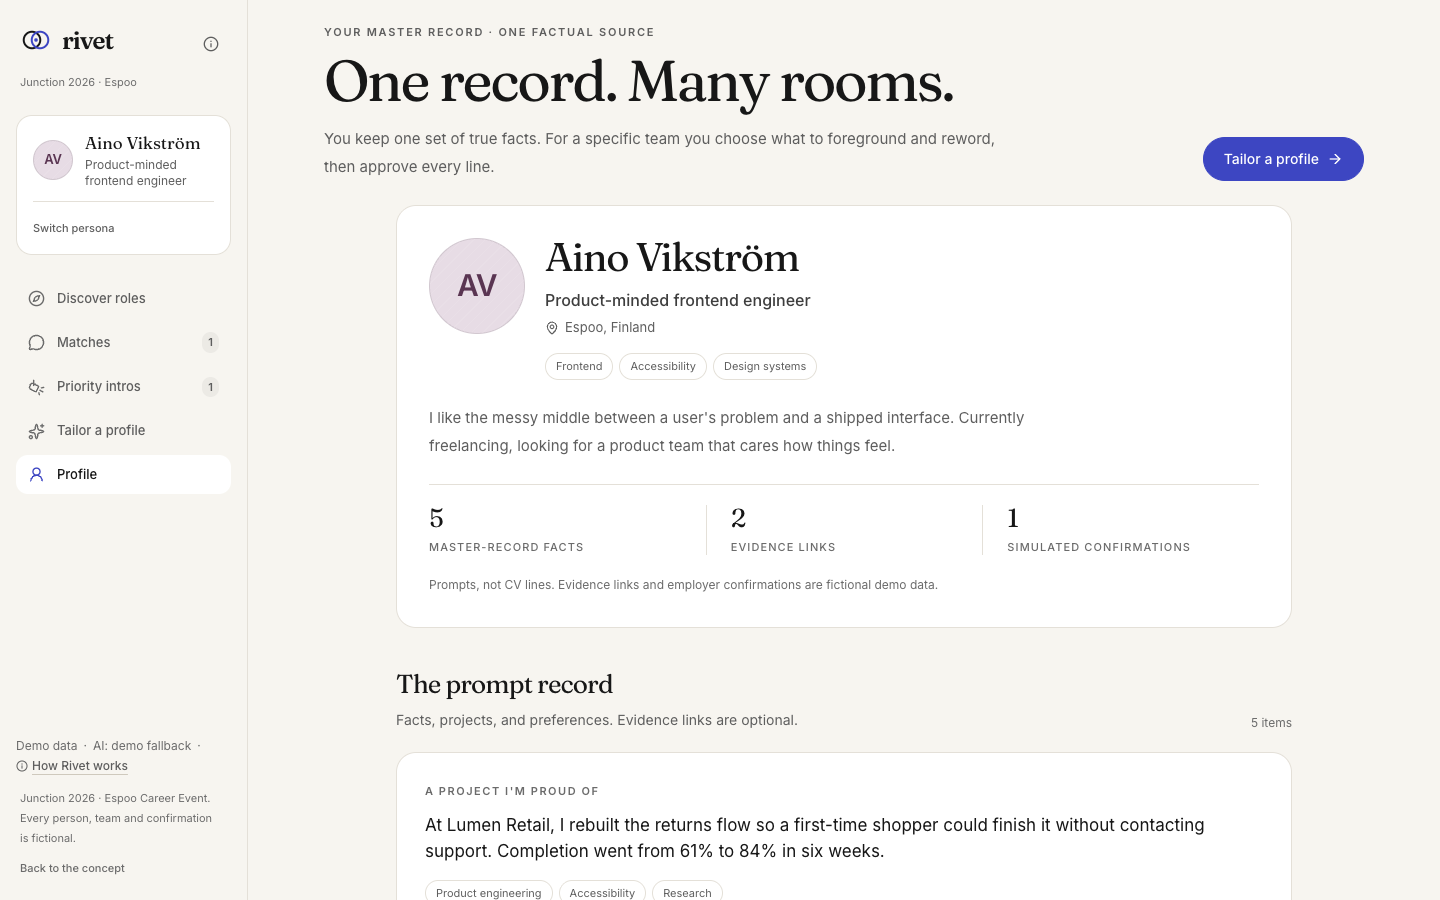 rivet
Junction 2026 · Espoo
AV
Aino Vikström
Product-minded
frontend engineer
Switch persona
Discover roles
Matches 1
Priority intros 1
Tailor a profile
Profile
Demo data · AI: demo fallback ·
How Rivet works
Junction 2026 · Espoo Career Event.
Every person, team and confirmation
is fictional.
Back to the concept
YOUR MASTER RECORD · ONE FACTUAL SOURCE
One record. Many rooms.
You keep one set of true facts. For a specific team you choose what to foreground and reword,
then approve every line.
Tailor a profile
AV
Aino Vikström
Product-minded frontend engineer
Espoo, Finland
Frontend Accessibility Design systems
I like the messy middle between a user's problem and a shipped interface. Currently
freelancing, looking for a product team that cares how things feel.
5 2 1
MASTER-RECORD FACTS EVIDENCE LINKS SIMULATED CONFIRMATIONS
Prompts, not CV lines. Evidence links and employer confirmations are fictional demo data.
The prompt record
Facts, projects, and preferences. Evidence links are optional.
5 items
A PROJECT I'M PROUD OF
At Lumen Retail, I rebuilt the returns flow so a first-time shopper could finish it without contacting
support. Completion went from 61% to 84% in six weeks.
Product engineering Accessibility Research